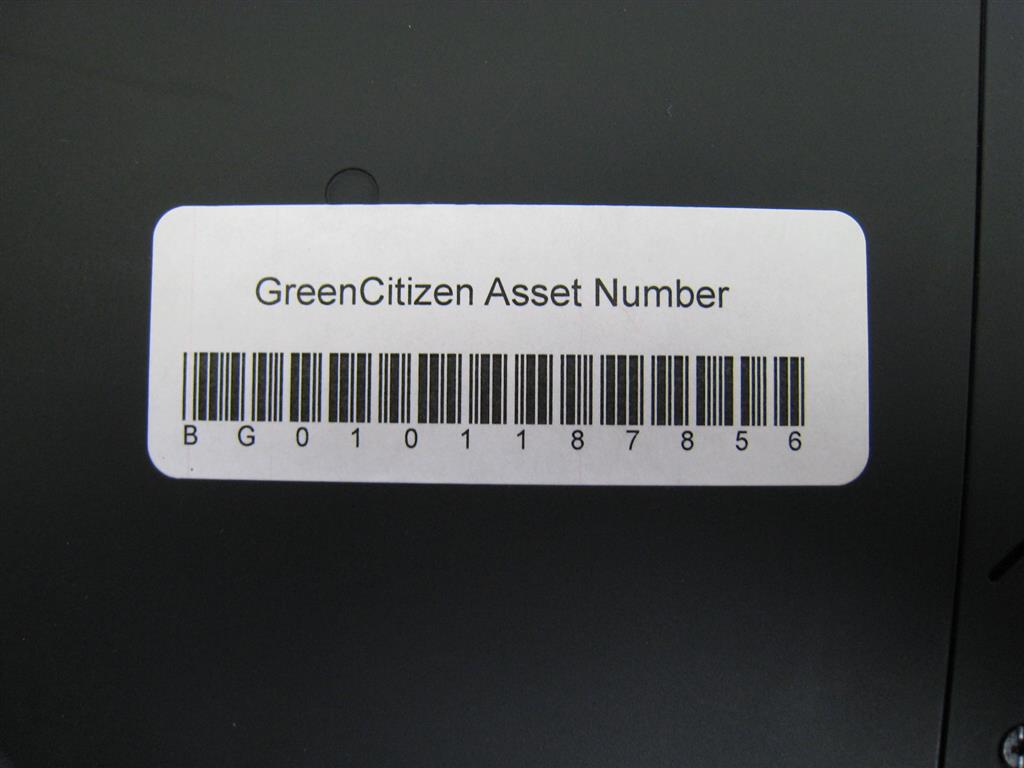 GreenCitizen Asset Number
B G 0 1 0 1 1 8 7 8 5 6